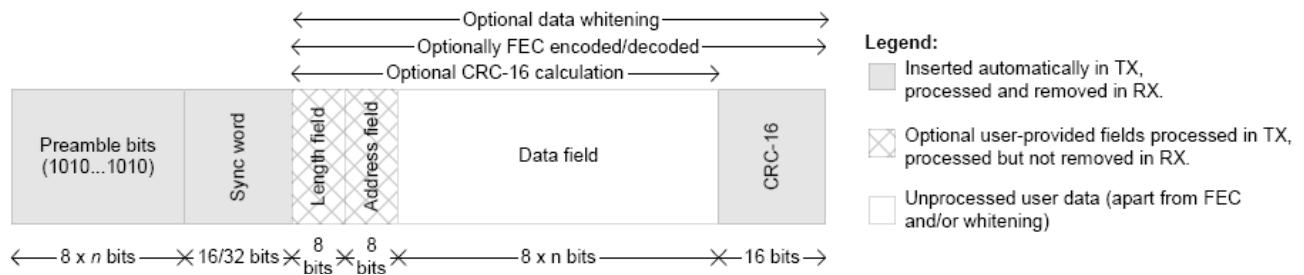 Optional data whitening
Optionally FEC encoded/decoded
Optional CRC-16 calculation
Preamble bits
(1010...1010)
Sync word
Length field
Address field
Data field
CRC-16
8 x n bits
16/32 bits
8
bits
8
bits
8 x n bits
16 bits
Legend:
Inserted automatically in TX,
processed and removed in RX.
Optional user-provided fields processed in TX,
processed but not removed in RX.
Unprocessed user data (apart from FEC
and/or whitening)